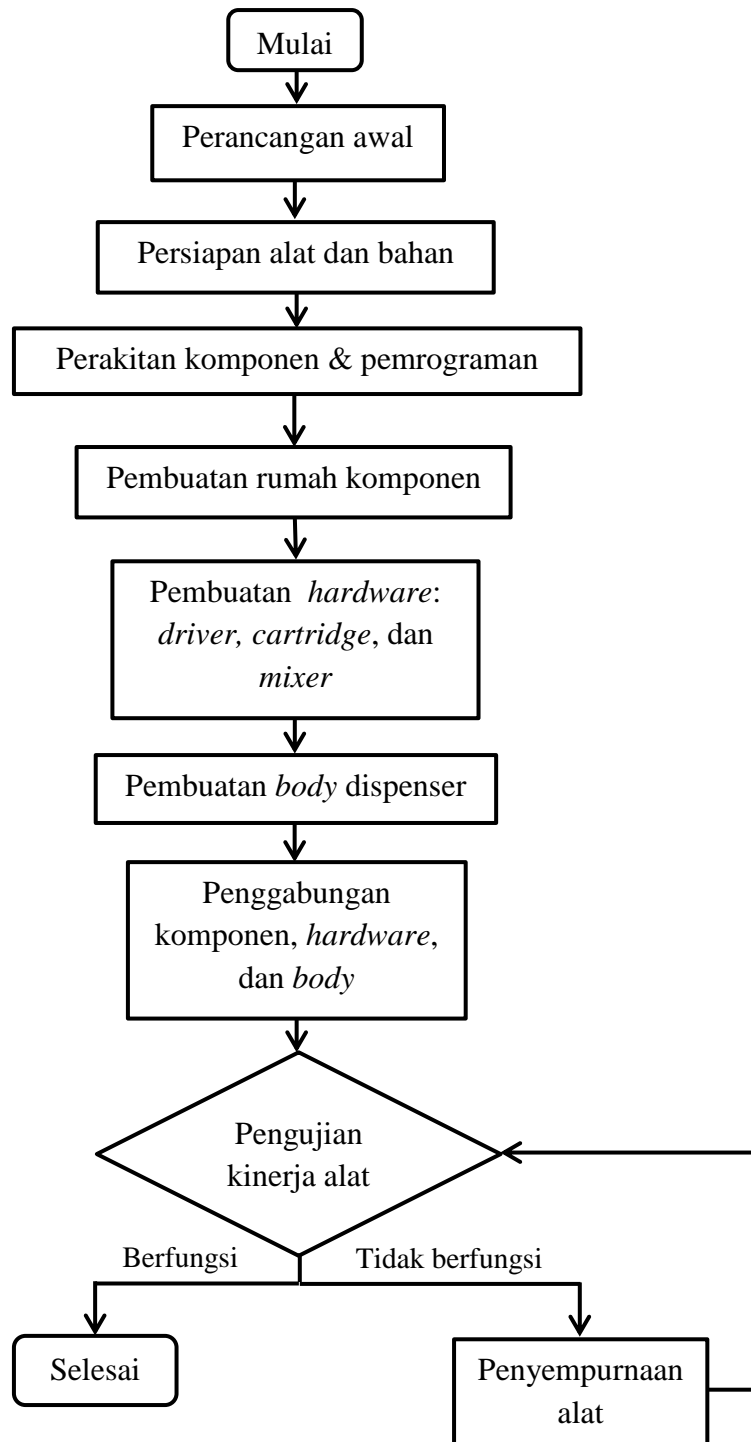 Mulai
Perancangan awal
Persiapan alat dan bahan
Perakitan komponen & pemrograman
Pembuatan rumah komponen
Pembuatan hardware:
driver, cartridge, dan
mixer
Pembuatan body dispenser
Penggabungan
komponen, hardware,
dan body
Pengujian
kinerja alat
Berfungsi
Tidak berfungsi
Selesai
Penyempurnaan
alat